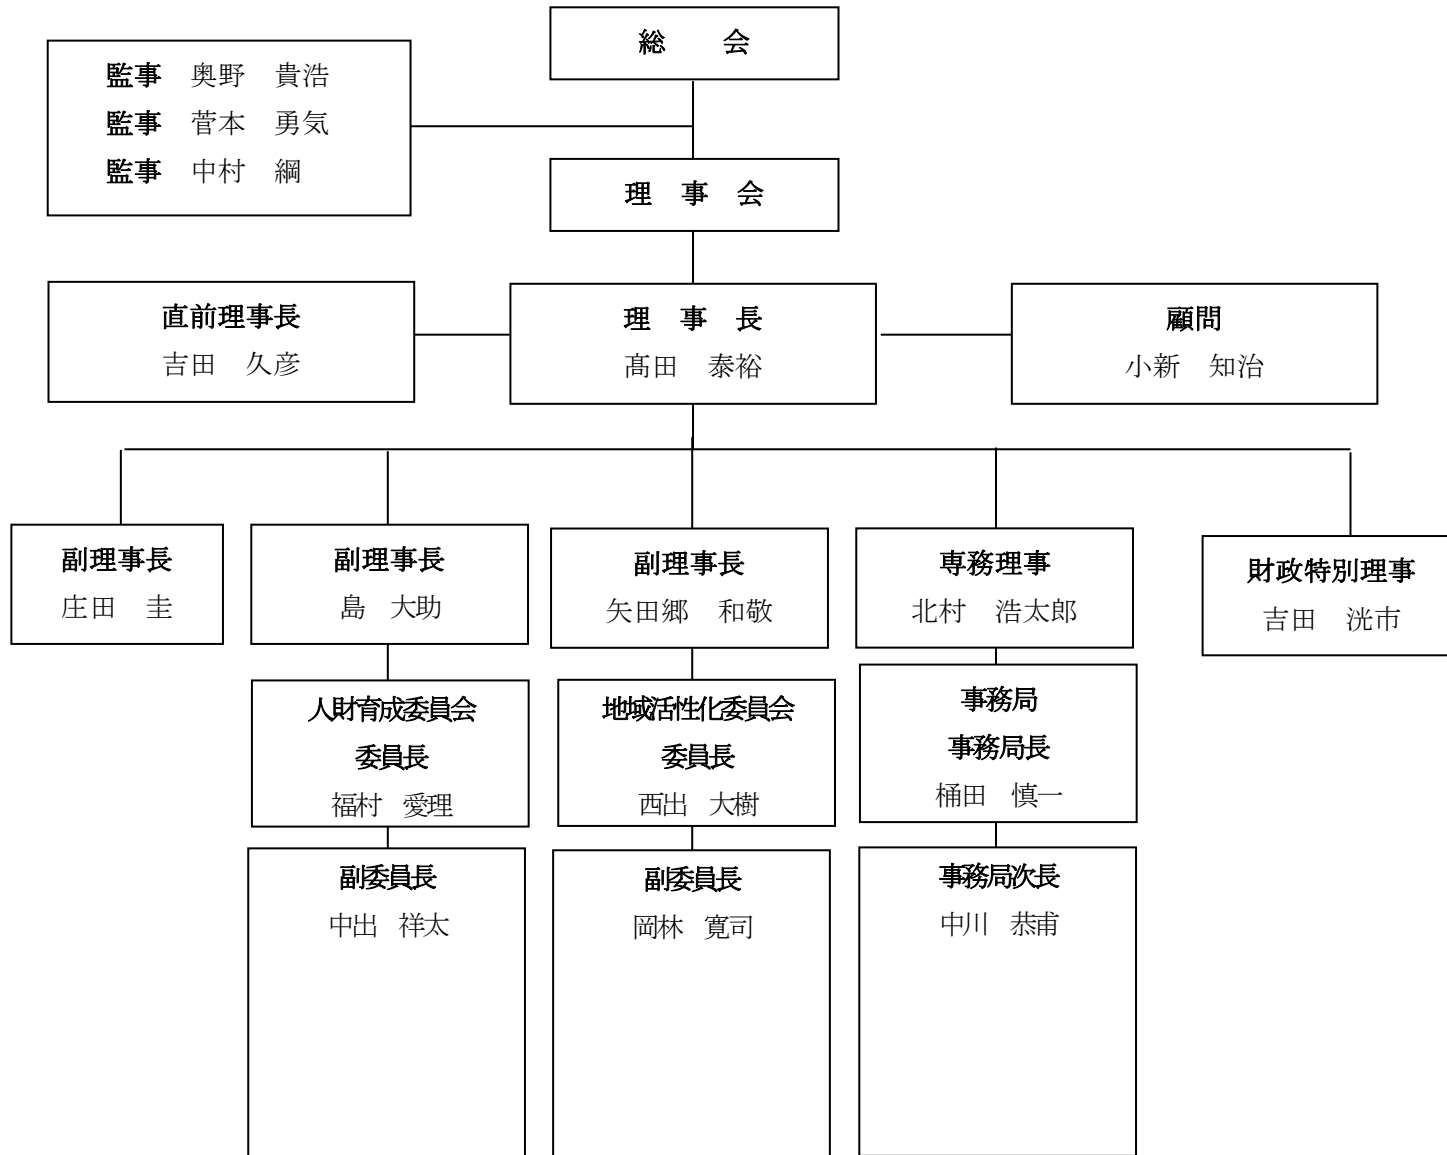 総　　会
監事　奥野　貴浩
監事　菅本　勇気
監事　中村　綱
理　事　会
直前理事長
吉田　久彦
理　事　長
髙田　泰裕
顧問
小新　知治
副理事長
庄田　圭
副理事長
島　大助
副理事長
矢田郷　和敬
専務理事
北村　浩太郎
財政特別理事
吉田　洸市
人財育成委員会
委員長
福村　愛理
地域活性化委員会
委員長
西出　大樹
事務局
事務局長
桶田　慎一
副委員長
中出　祥太
副委員長
岡林　寛司
事務局次長
中川　恭甫